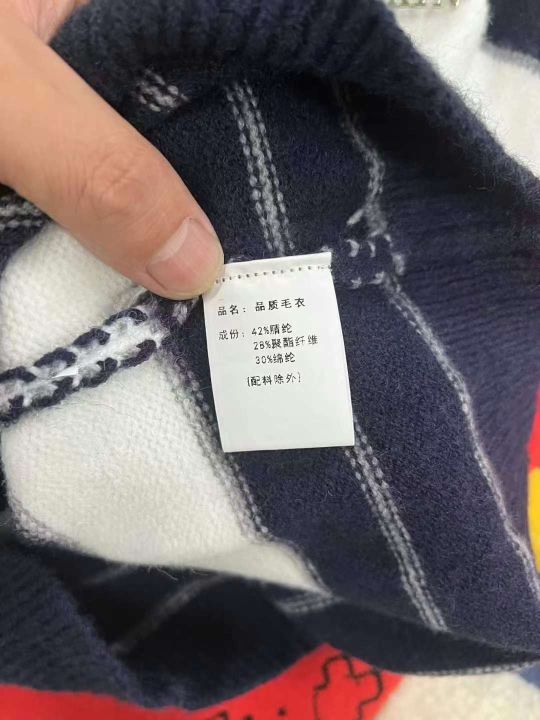 品名：品质毛衣
成份：42%腈纶
28%聚酯纤维
30%绵纶
(配料除外)